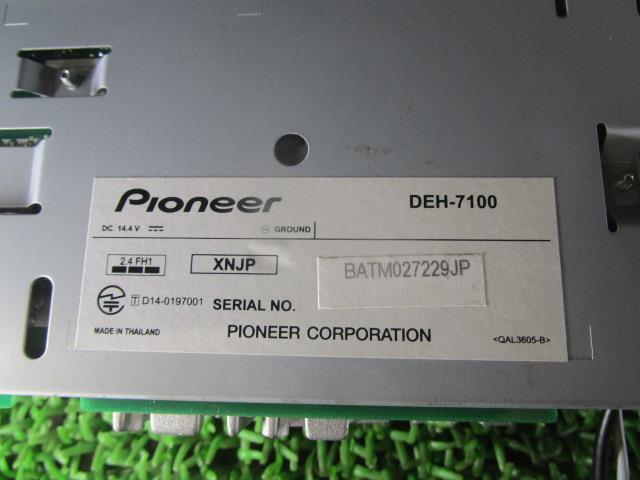 Pioneer DEH-7100
DC. 14.4 V ⎓ ⊖ GROUND
2.4 FH1 XNJP BATM027229JP
T D14-0197001 SERIAL NO.
MADE IN THAILAND PIONEER CORPORATION <QAL3605-B>